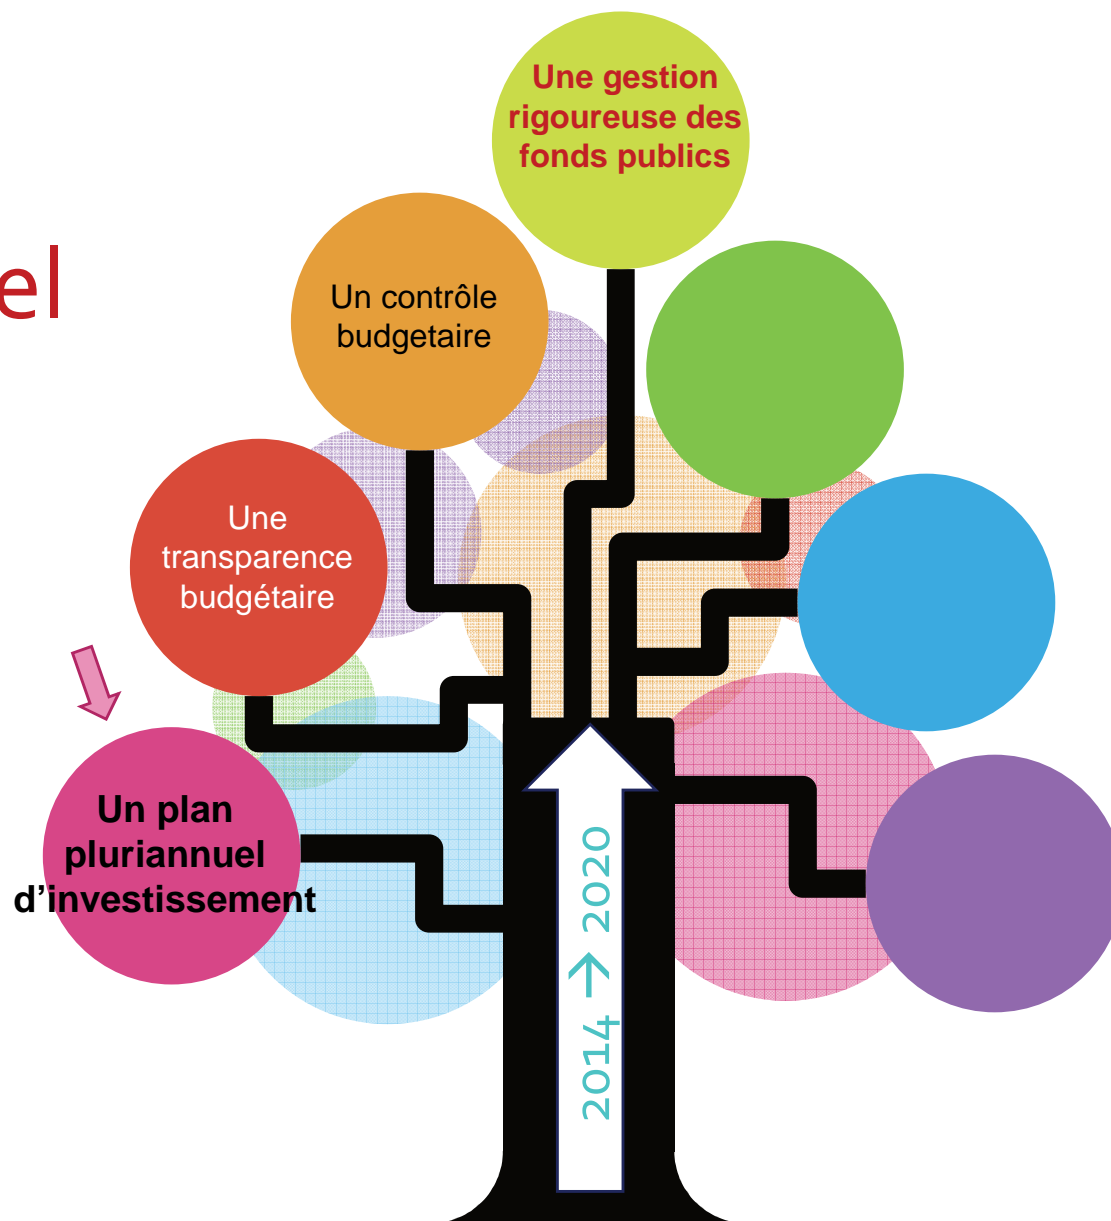 Une gestion
rigoureuse des
fonds publics
el
Un contrôle
budgetaire
Une
transparence
budgétaire
Un plan
pluriannuel
d'investissement
2014 → 2020